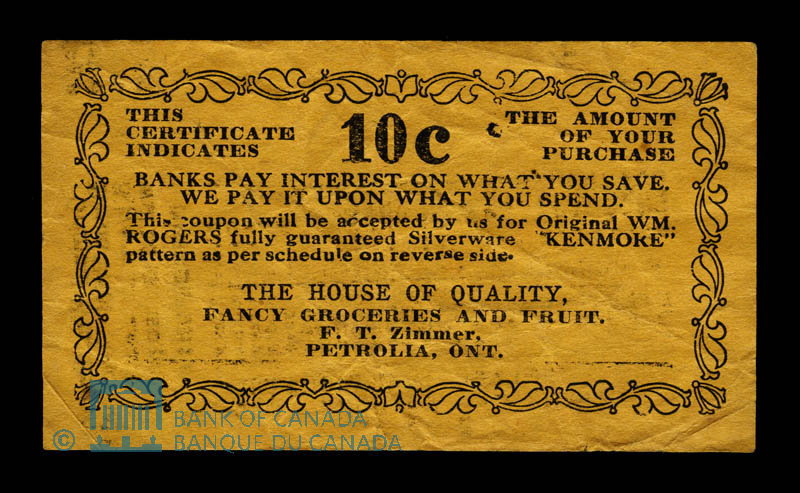 THIS
CERTIFICATE
INDICATES
10c
THE AMOUNT
OF YOUR
PURCHASE
BANKS PAY INTEREST ON WHAT YOU SAVE.
WE PAY IT UPON WHAT YOU SPEND.
This coupon will be accepted by us for Original WM.
ROGERS fully guaranteed Silverware "KENMORE"
pattern as per schedule on reverse side.
THE HOUSE OF QUALITY,
FANCY GROCERIES AND FRUIT.
F. T. Zimmer,
PETROLIA, ONT.
© BANK OF CANADA
BANQUE DU CANADA